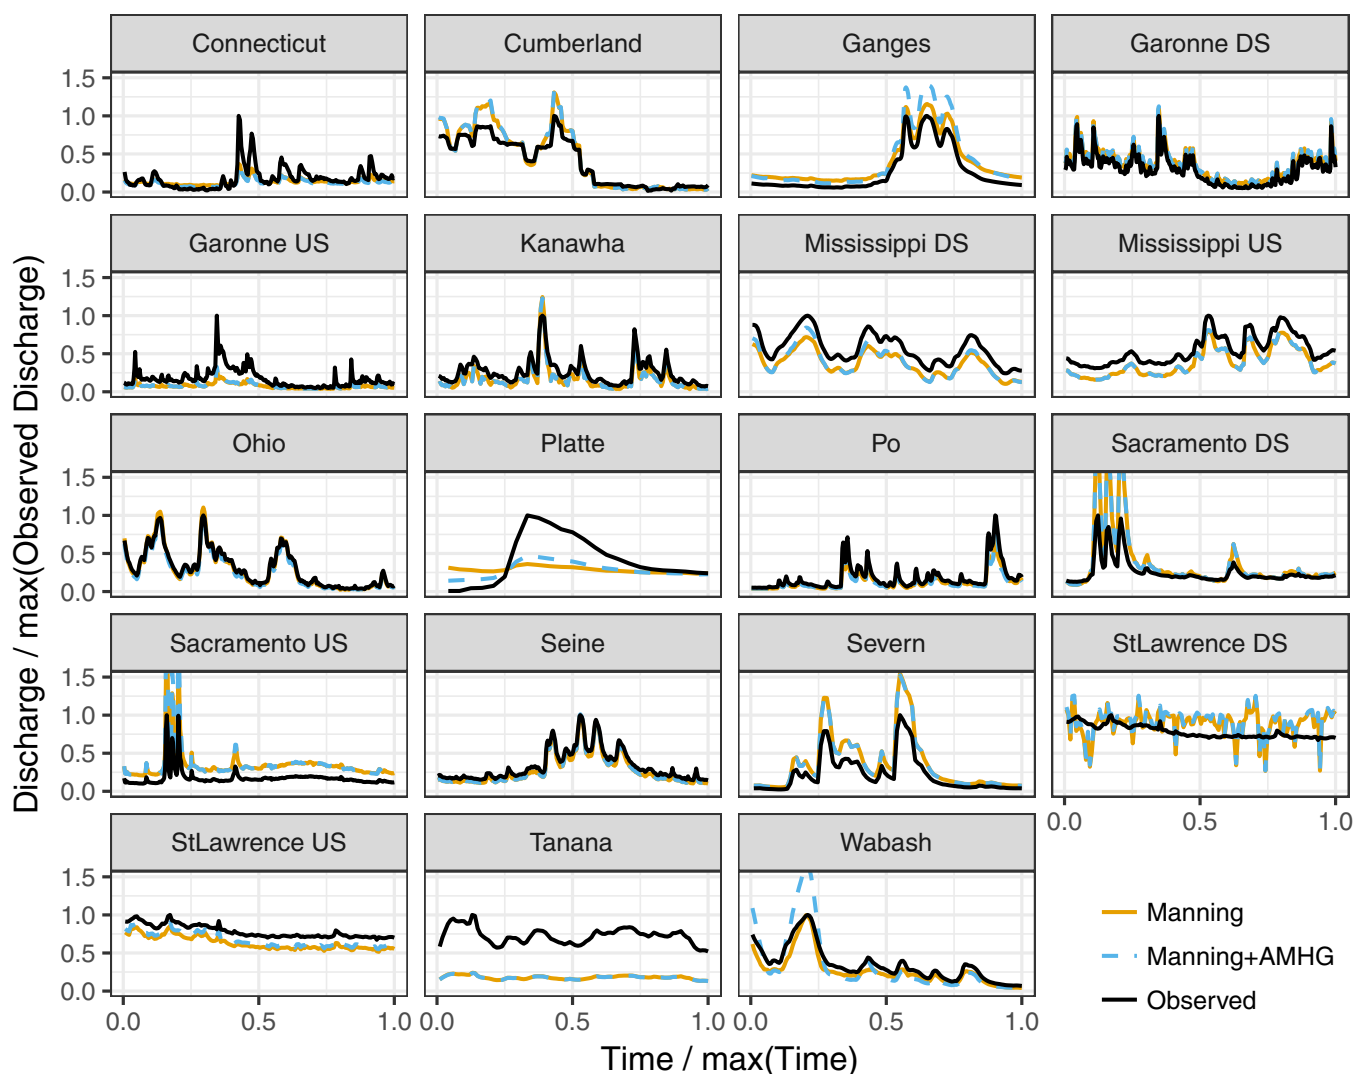 Connecticut Cumberland Ganges Garonne DS
1.5
1.0
0.5
0.0
Garonne US Kanawha Mississippi DS Mississippi US
1.5
1.0
0.5
0.0
Discharge / max(Observed Discharge)
Ohio Platte Po Sacramento DS
1.5
1.0
0.5
0.0
Sacramento US Seine Severn StLawrence DS
1.5
1.0
0.5
0.0
0.0 0.5 1.0
StLawrence US Tanana Wabash
1.5
1.0
0.5
0.0
0.0 0.5 1.0 0.0 0.5 1.0 0.0 0.5 1.0
Time / max(Time)
Manning
Manning+AMHG
Observed